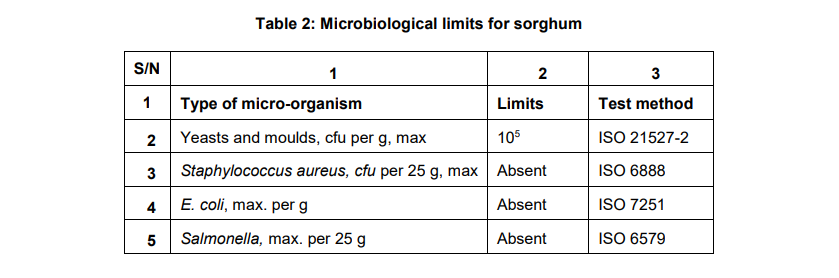 Table 2: Microbiological limits for sorghum
S/N 1 2 3
1 Type of micro-organism Limits Test method
2 Yeasts and moulds, cfu per g, max 10⁵ ISO 21527-2
3 Staphylococcus aureus, cfu per 25 g, max Absent ISO 6888
4 E. coli, max. per g Absent ISO 7251
5 Salmonella, max. per 25 g Absent ISO 6579